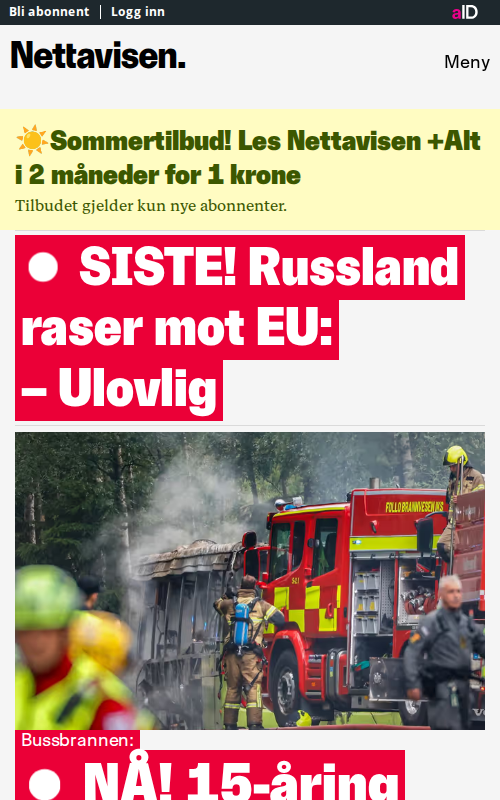 Bli abonnent
Logg inn
aID
Nettavisen.
Meny
Sommertilbud! Les Nettavisen +Alt
i 2 måneder for 1 krone
Tilbudet gjelder kun nye abonnenter.
SISTE! Russland
raser mot EU:
– Ulovlig
FOLLO BRANNVESEN IKS
Bussbrannen:
NÅ! 15-åring